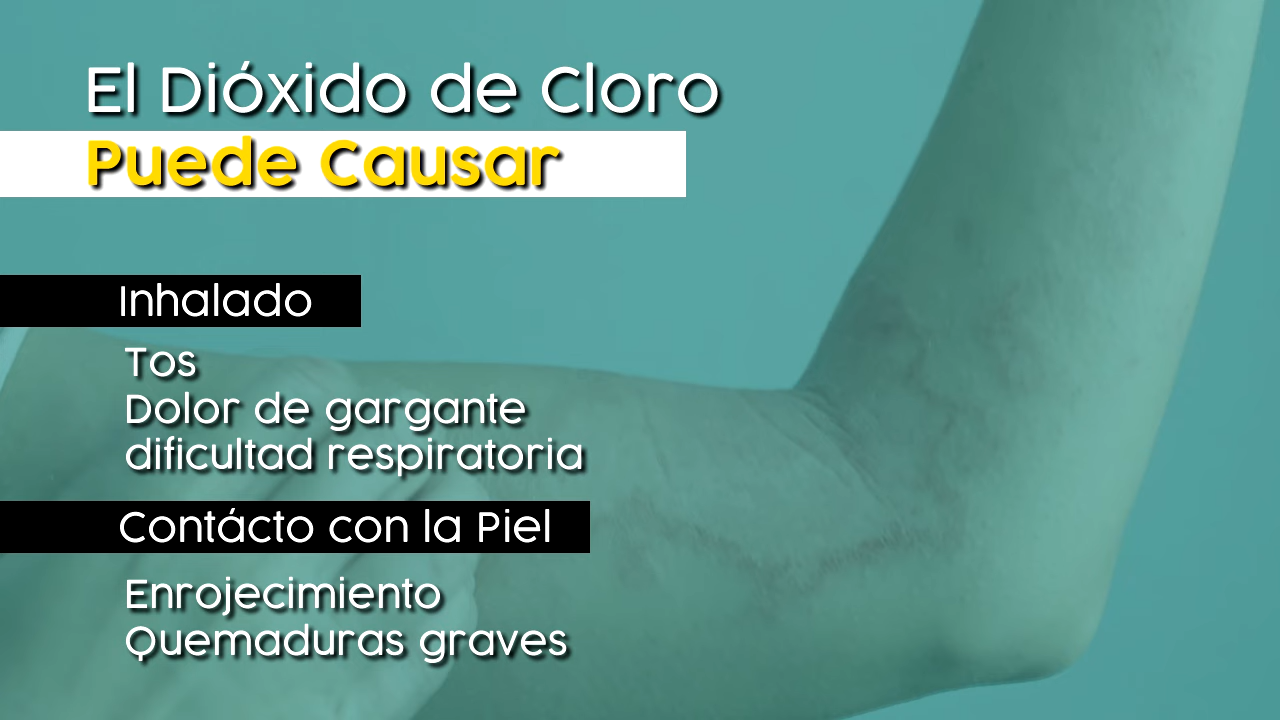 El Dióxido de Cloro
Puede Causar
Inhalado
Tos
Dolor de gargante
dificultad respiratoria
Contácto con la Piel
Enrojecimiento
Quemaduras graves